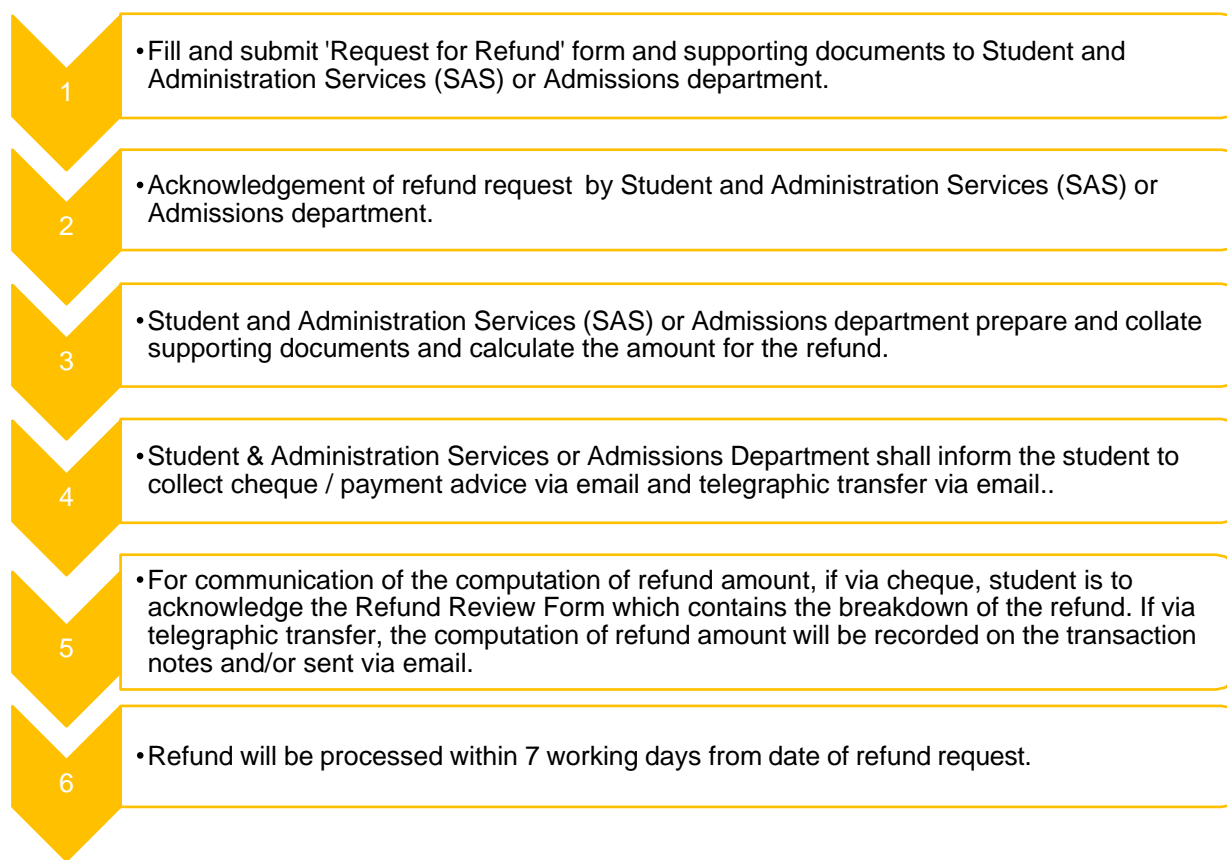 1
•Fill and submit 'Request for Refund' form and supporting documents to Student and
Administration Services (SAS) or Admissions department.
2
•Acknowledgement of refund request  by Student and Administration Services (SAS) or
Admissions department.
3
•Student and Administration Services (SAS) or Admissions department prepare and collate
supporting documents and calculate the amount for the refund.
4
•Student & Administration Services or Admissions Department shall inform the student to
collect cheque / payment advice via email and telegraphic transfer via email..
5
•For communication of the computation of refund amount, if via cheque, student is to
acknowledge the Refund Review Form which contains the breakdown of the refund. If via
telegraphic transfer, the computation of refund amount will be recorded on the transaction
notes and/or sent via email.
6
•Refund will be processed within 7 working days from date of refund request.